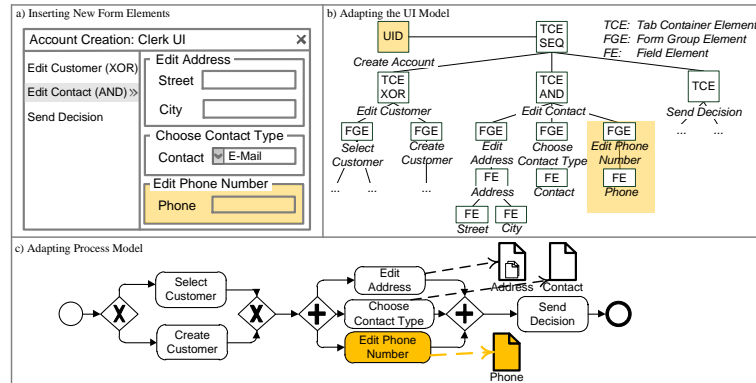 a) Inserting New Form Elements
Account Creation: Clerk UI
Edit Customer (XOR)
Edit Contact (AND)
Send Decision
Edit Address
Street
City
Choose Contact Type
Contact
E-Mail
Edit Phone Number
Phone
b) Adapting the UI Model
UID
Create Account
TCE
SEQ
TCE: Tab Container Element
FGE: Form Group Element
FE: Field Element
TCE
XOR
Edit Customer
TCE
AND
Edit Contact
TCE
Send Decision
... ...
FGE
Select
Customer
... ...
FGE
Create
Customer
...
FGE
Edit
Address
FE
Address
FE
Street
FE
City
FGE
Choose
Contact Type
FE
Contact
FGE
Edit Phone
Number
FE
Phone
c) Adapting Process Model
Select
Customer
Create
Customer
Edit
Address
Choose
Contact Type
Edit Phone
Number
Address
Contact
Phone
Send
Decision